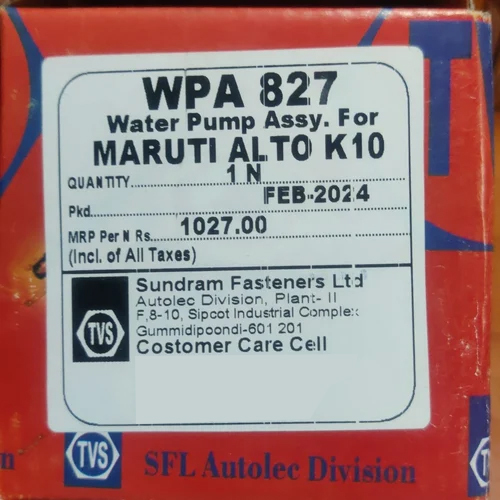 WPA 827
Water Pump Assy. For
MARUTI ALTO K10
QUANTITY 1 N
Pkd. FEB-2024
MRP Per N Rs. 1027.00
(Incl. of All Taxes)
TVS
Sundram Fasteners Ltd
Autolec Division, Plant- II
F,8-10, Sipcot Industrial Complex
Gummidipoondi-601 201
Costomer Care Cell
TVS SFL Autolec Division